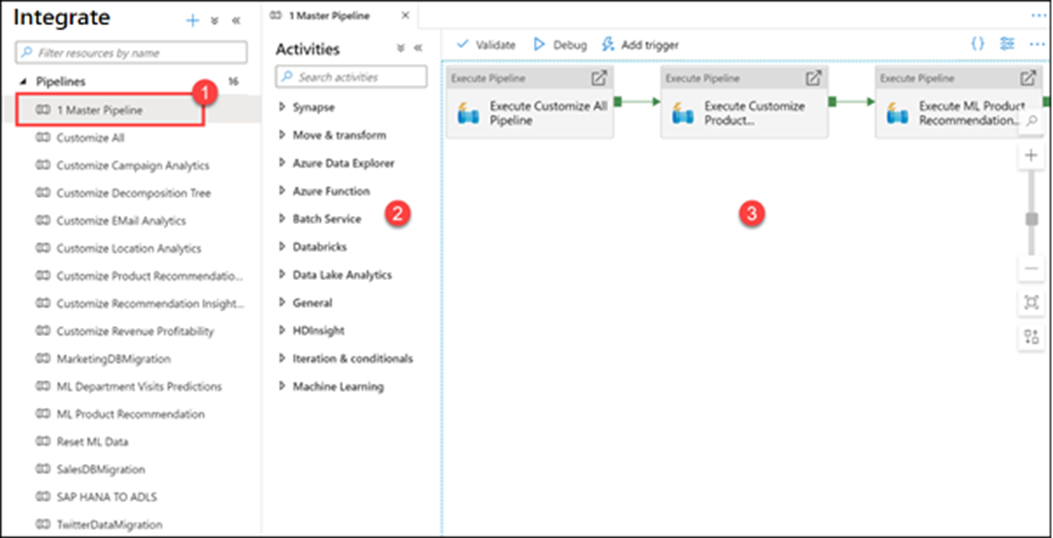 Integrate
Filter resources by name
Pipelines 16
1
1 Master Pipeline
Customize All
Customize Campaign Analytics
Customize Decomposition Tree
Customize EMail Analytics
Customize Location Analytics
Customize Product Recommendatio...
Customize Recommendation Insight...
Customize Revenue Profitability
MarketingDBMigration
ML Department Visits Predictions
ML Product Recommendation
Reset ML Data
SalesDBMigration
SAP HANA TO ADLS
TwitterDataMigration
1 Master Pipeline
Activities
Search activities
Synapse
Move & transform
Azure Data Explorer
Azure Function
Batch Service
2
Databricks
Data Lake Analytics
General
HDInsight
Iteration & conditionals
Machine Learning
Validate Debug Add trigger
Execute Pipeline
Execute Customize All
Pipeline
Execute Pipeline
Execute Customize
Product...
Execute Pipeline
Execute ML Product
Recommendation...
3